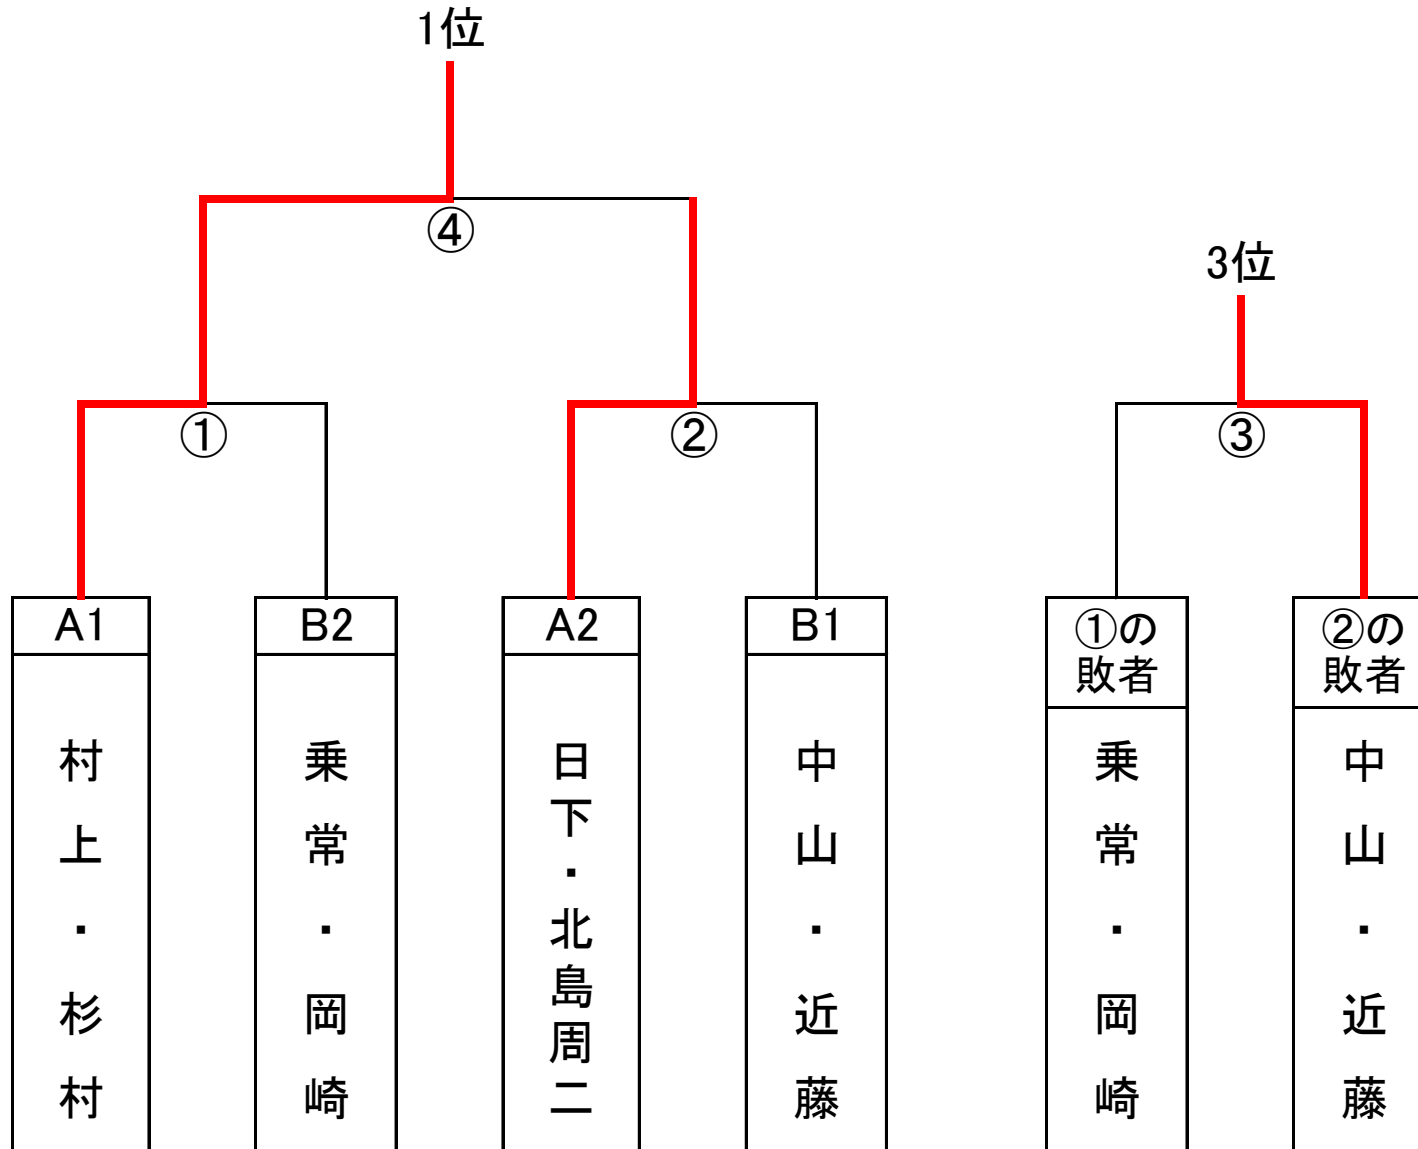 1位
④
3位
①
②
③
A1
B2
A2
B1
①の
敗者
②の
敗者
村上・杉村
乗常・岡崎
日下・北島周二
中山・近藤
乗常・岡崎
中山・近藤